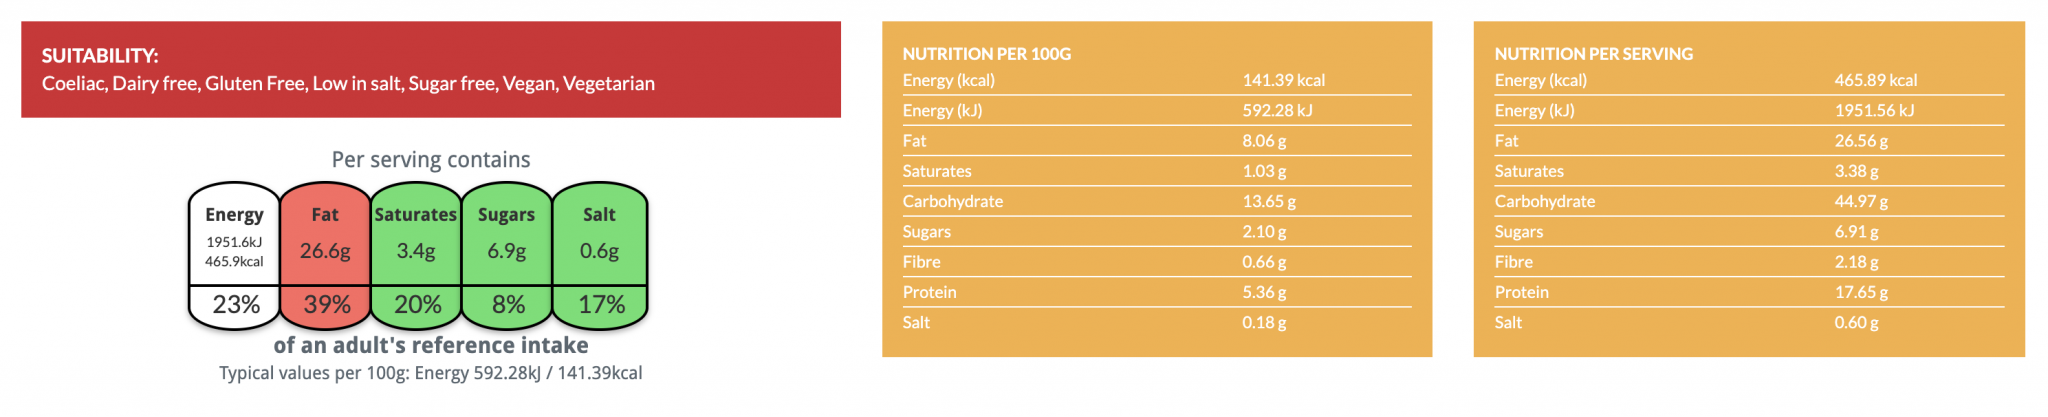 SUITABILITY:
Coeliac, Dairy free, Gluten Free, Low in salt, Sugar free, Vegan, Vegetarian
Per serving contains
Energy Fat Saturates Sugars Salt
1951.6kJ
465.9kcal 26.6g 3.4g 6.9g 0.6g
23% 39% 20% 8% 17%
of an adult's reference intake
Typical values per 100g: Energy 592.28kJ / 141.39kcal
NUTRITION PER 100G
Energy (kcal) 141.39 kcal
Energy (kJ) 592.28 kJ
Fat 8.06 g
Saturates 1.03 g
Carbohydrate 13.65 g
Sugars 2.10 g
Fibre 0.66 g
Protein 5.36 g
Salt 0.18 g
NUTRITION PER SERVING
Energy (kcal) 465.89 kcal
Energy (kJ) 1951.56 kJ
Fat 26.56 g
Saturates 3.38 g
Carbohydrate 44.97 g
Sugars 6.91 g
Fibre 2.18 g
Protein 17.65 g
Salt 0.60 g